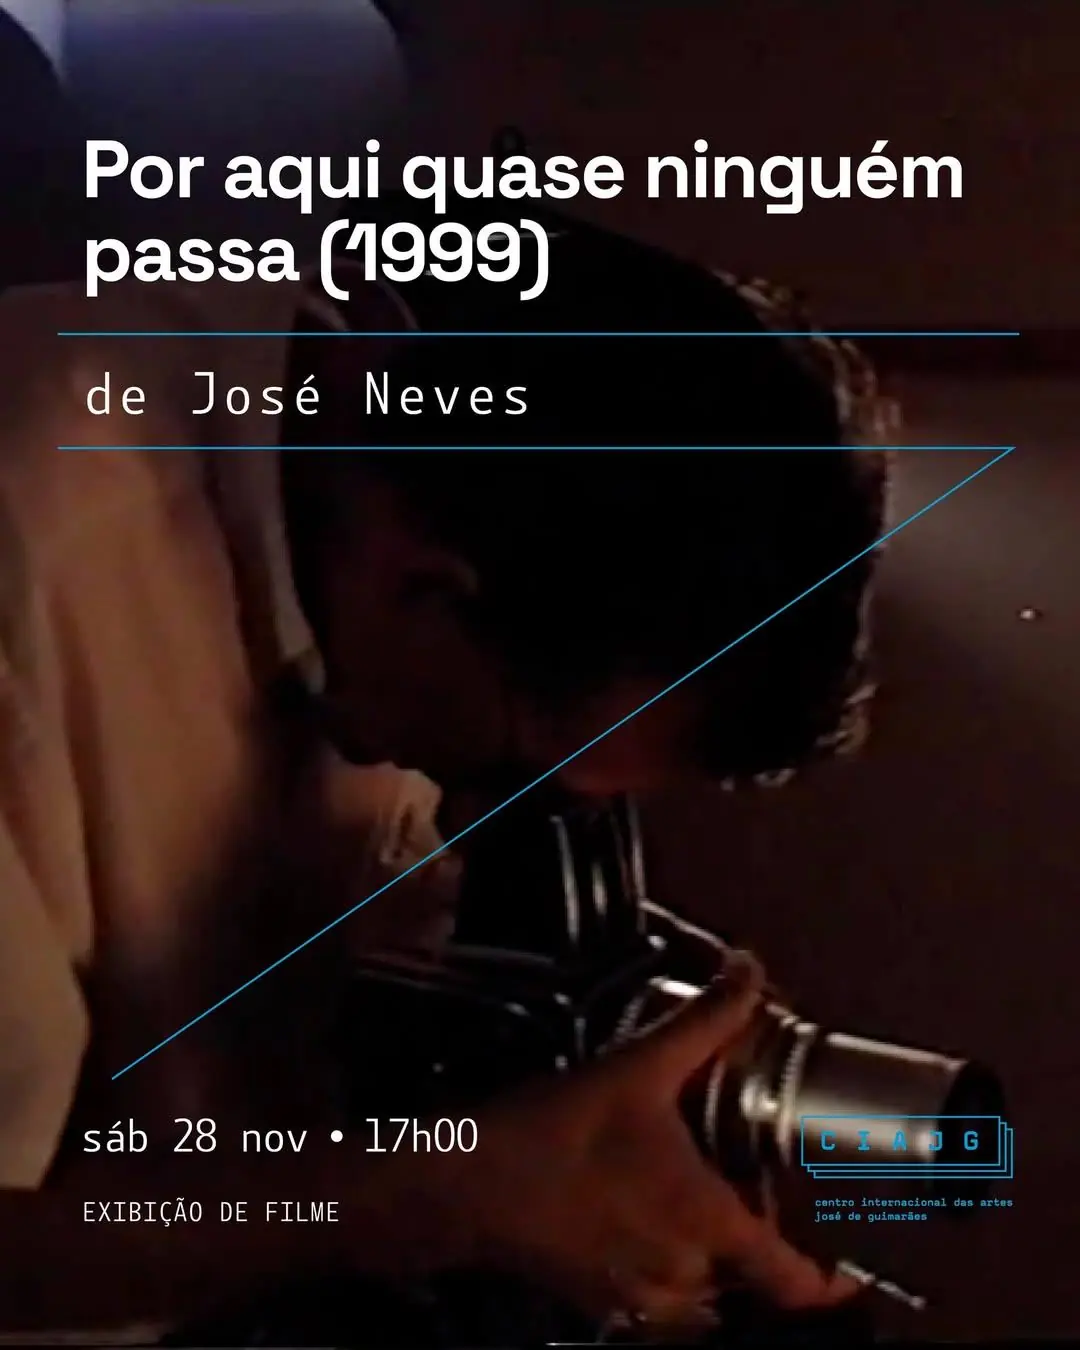 Por aqui quase ninguém
passa (1999)
de José Neves
sáb 28 nov • 17h00
EXIBIÇÃO DE FILME
CIAJG
centro internacional das artes
josé de guimarães